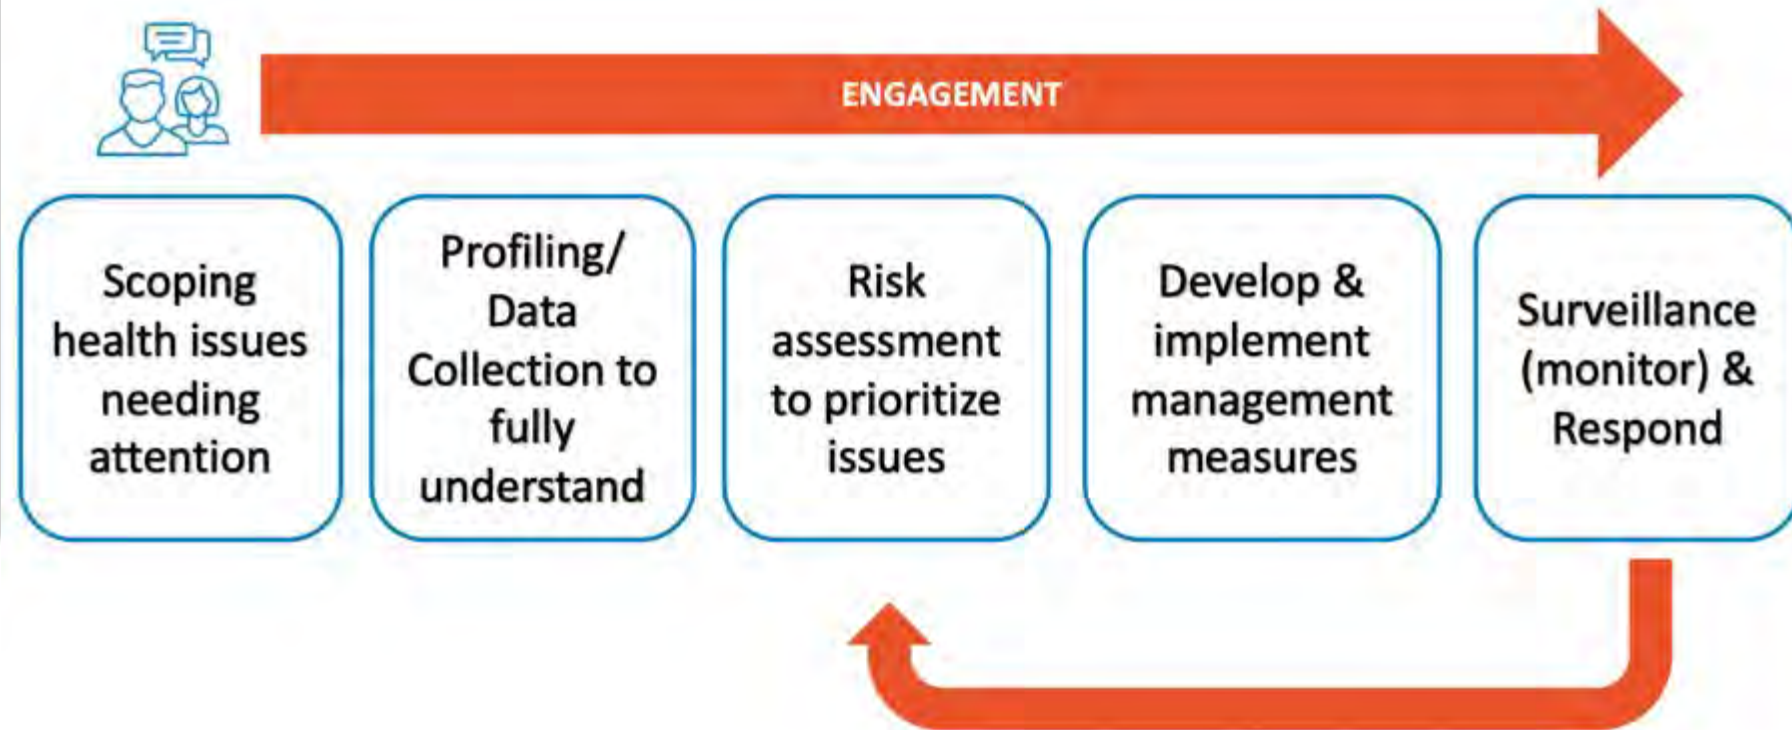 ENGAGEMENT
Scoping
health issues
needing
attention
Profiling/
Data
Collection to
fully
understand
Risk
assessment
to prioritize
issues
Develop &
implement
management
measures
Surveillance
(monitor) &
Respond